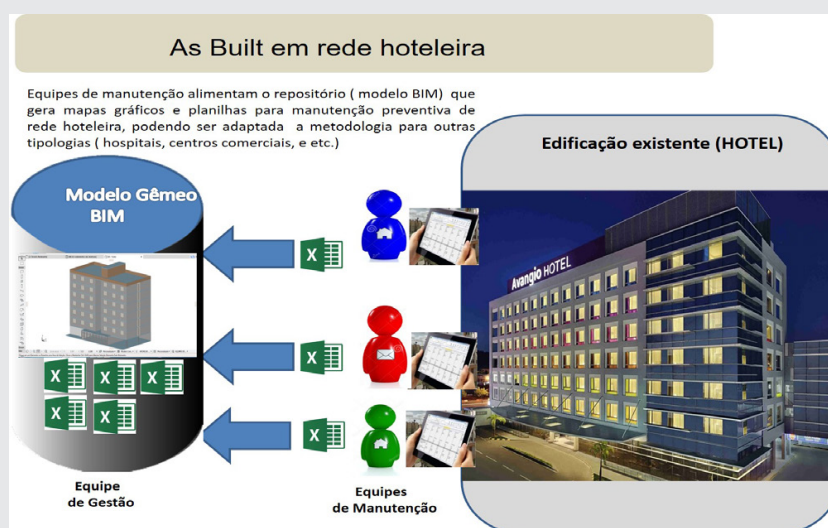 As Built em rede hoteleira
Equipes de manutenção alimentam o repositório ( modelo BIM) que
gera mapas gráficos e planilhas para manutenção preventiva de
rede hoteleira, podendo ser adaptada a metodologia para outras
tipologias ( hospitais, centros comerciais, e etc.)
Edificação existente (HOTEL)
Modelo Gêmeo
BIM
Avangio HOTEL
X
X
X
X
X
X
X
X
Equipe
de Gestão
Equipes
de Manutenção